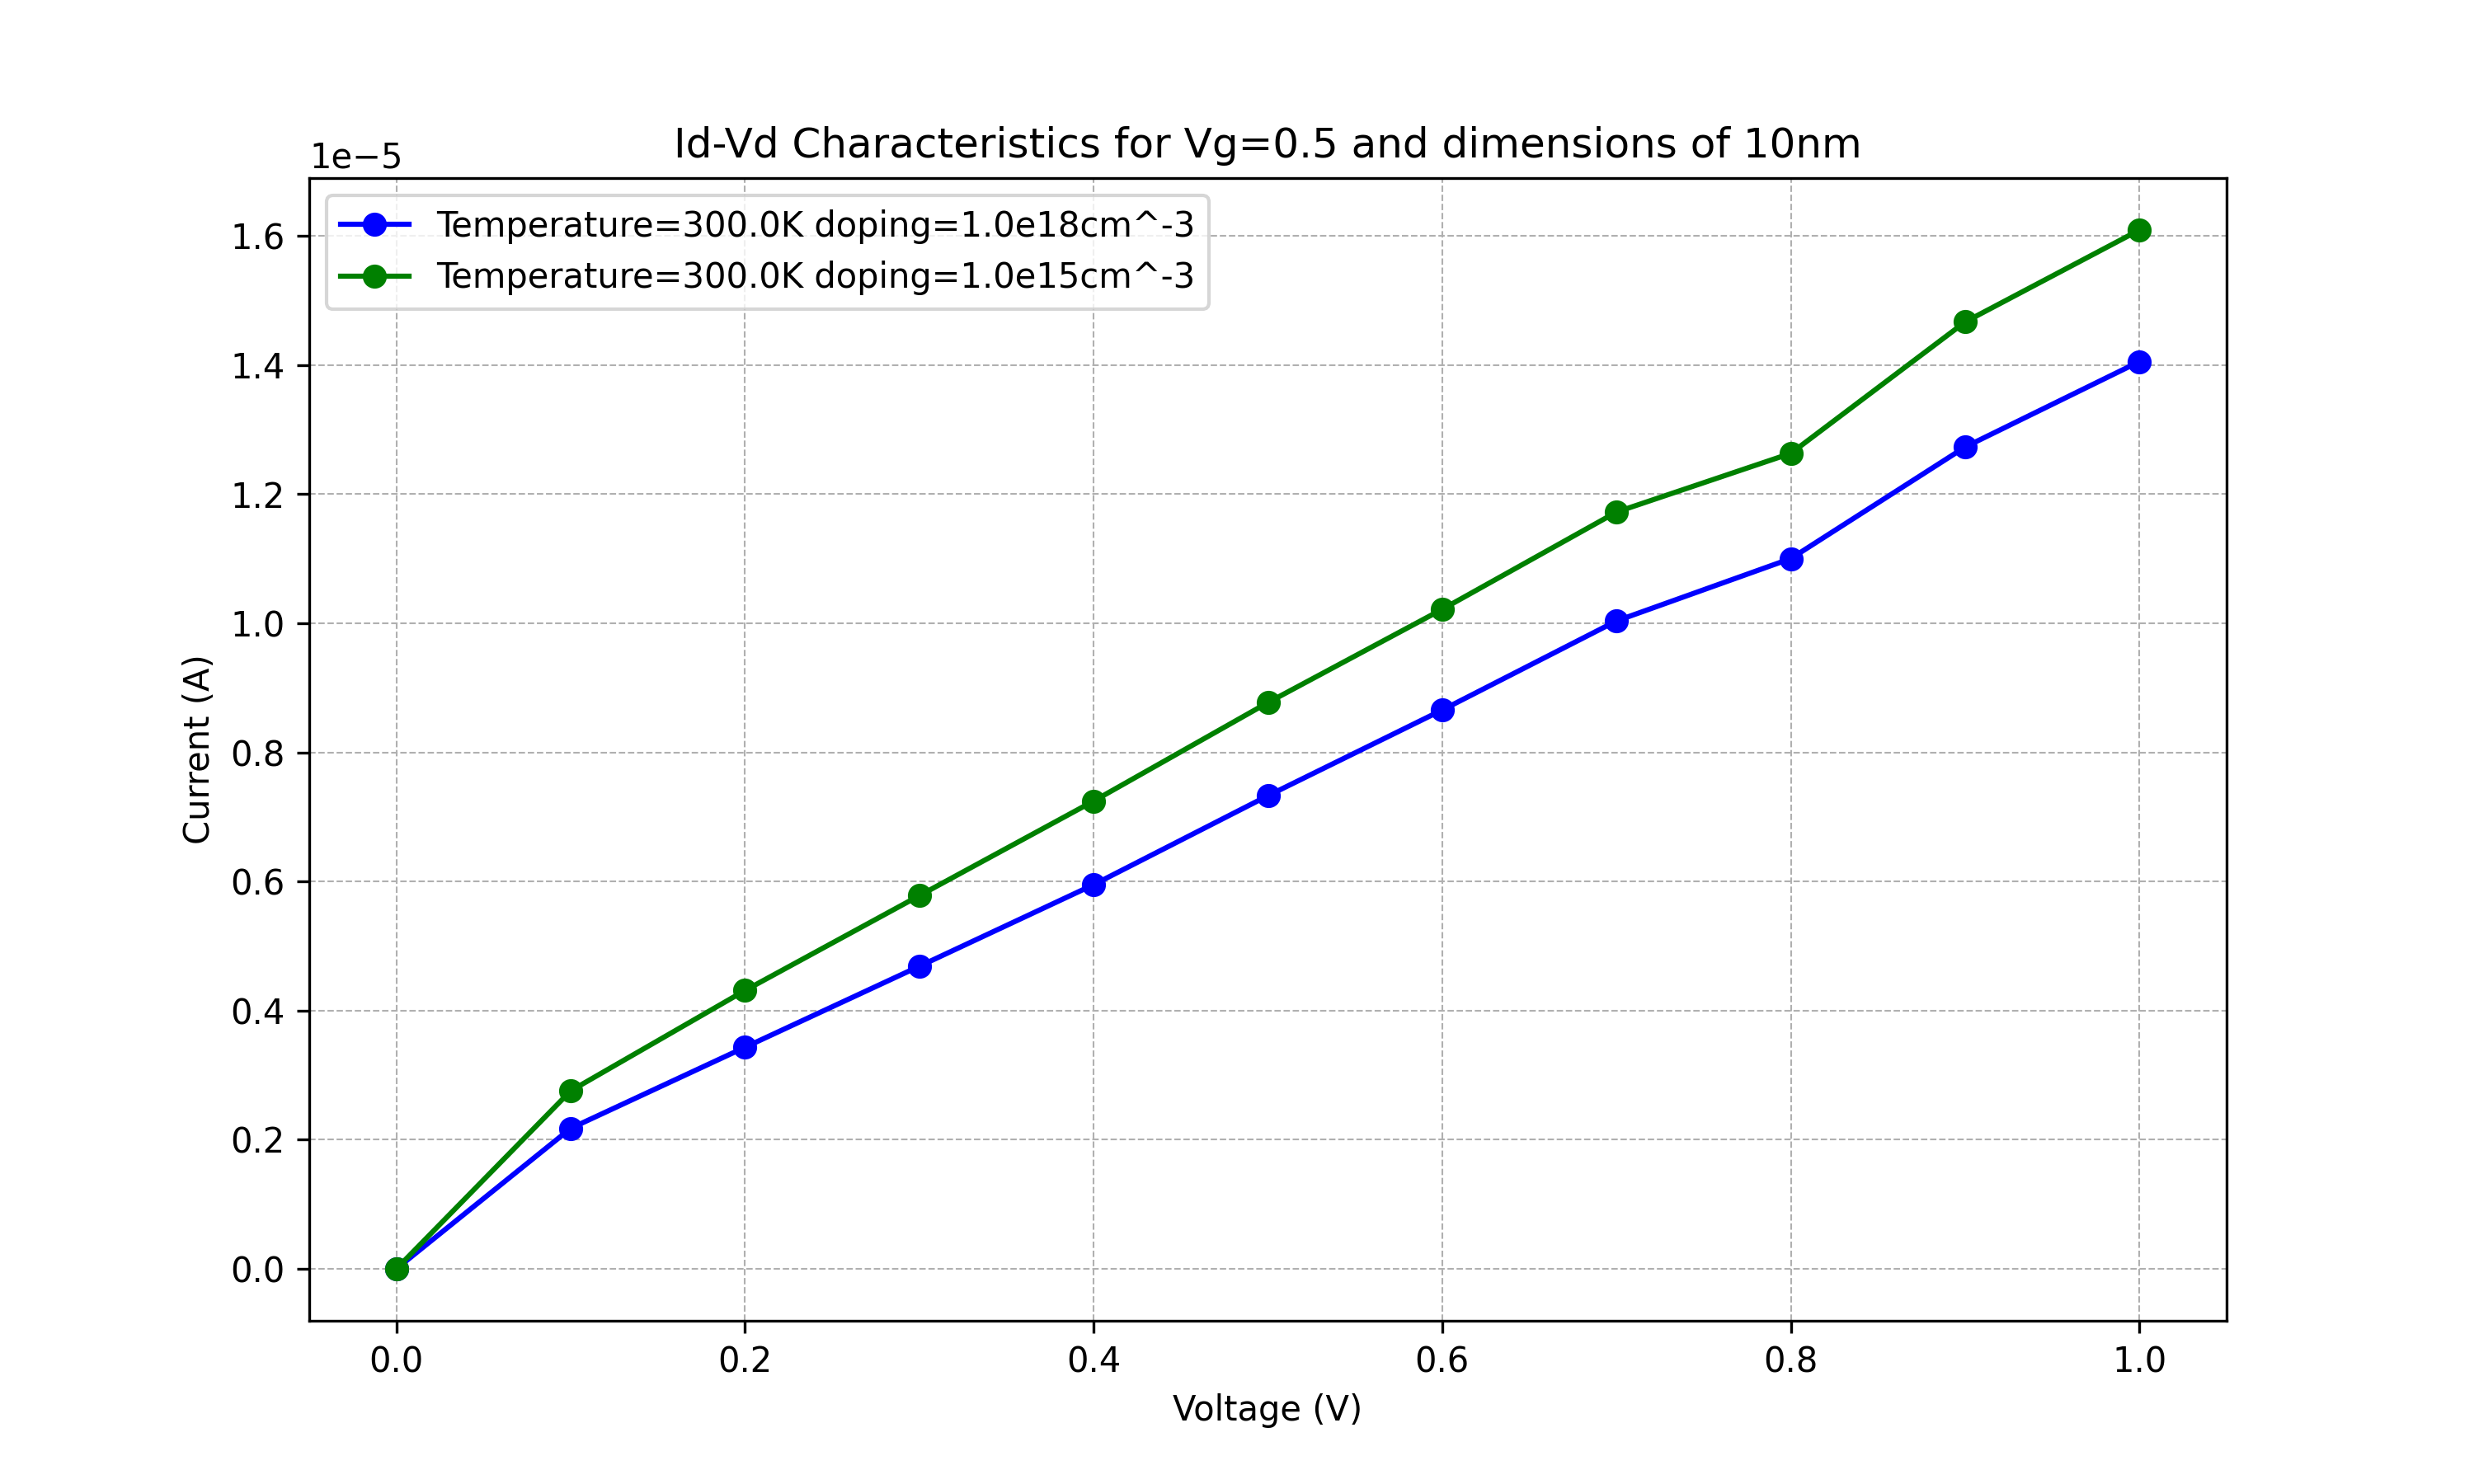 Id-Vd Characteristics for Vg=0.5 and dimensions of 10nm
1e−5
Temperature=300.0K doping=1.0e18cm^-3
Temperature=300.0K doping=1.0e15cm^-3
1.6
1.4
1.2
1.0
0.8
0.6
0.4
0.2
0.0
Current (A)
0.0 0.2 0.4 0.6 0.8 1.0
Voltage (V)